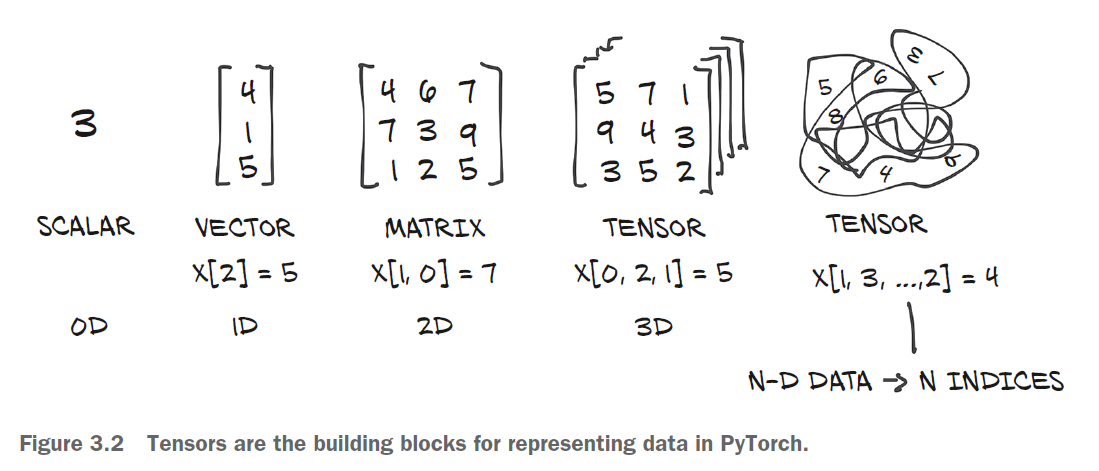 3
4
1
5
4 6 7
7 3 9
1 2 5
5 7 1
9 4 3
3 5 2
3
7
5
6
8
7
4
SCALAR
VECTOR
MATRIX
TENSOR
TENSOR
X[2] = 5
X[1, 0] = 7
X[0, 2, 1] = 5
X[1, 3, ...,2] = 4
0D
1D
2D
3D
N-D DATA → N INDICES
Figure 3.2 Tensors are the building blocks for representing data in PyTorch.